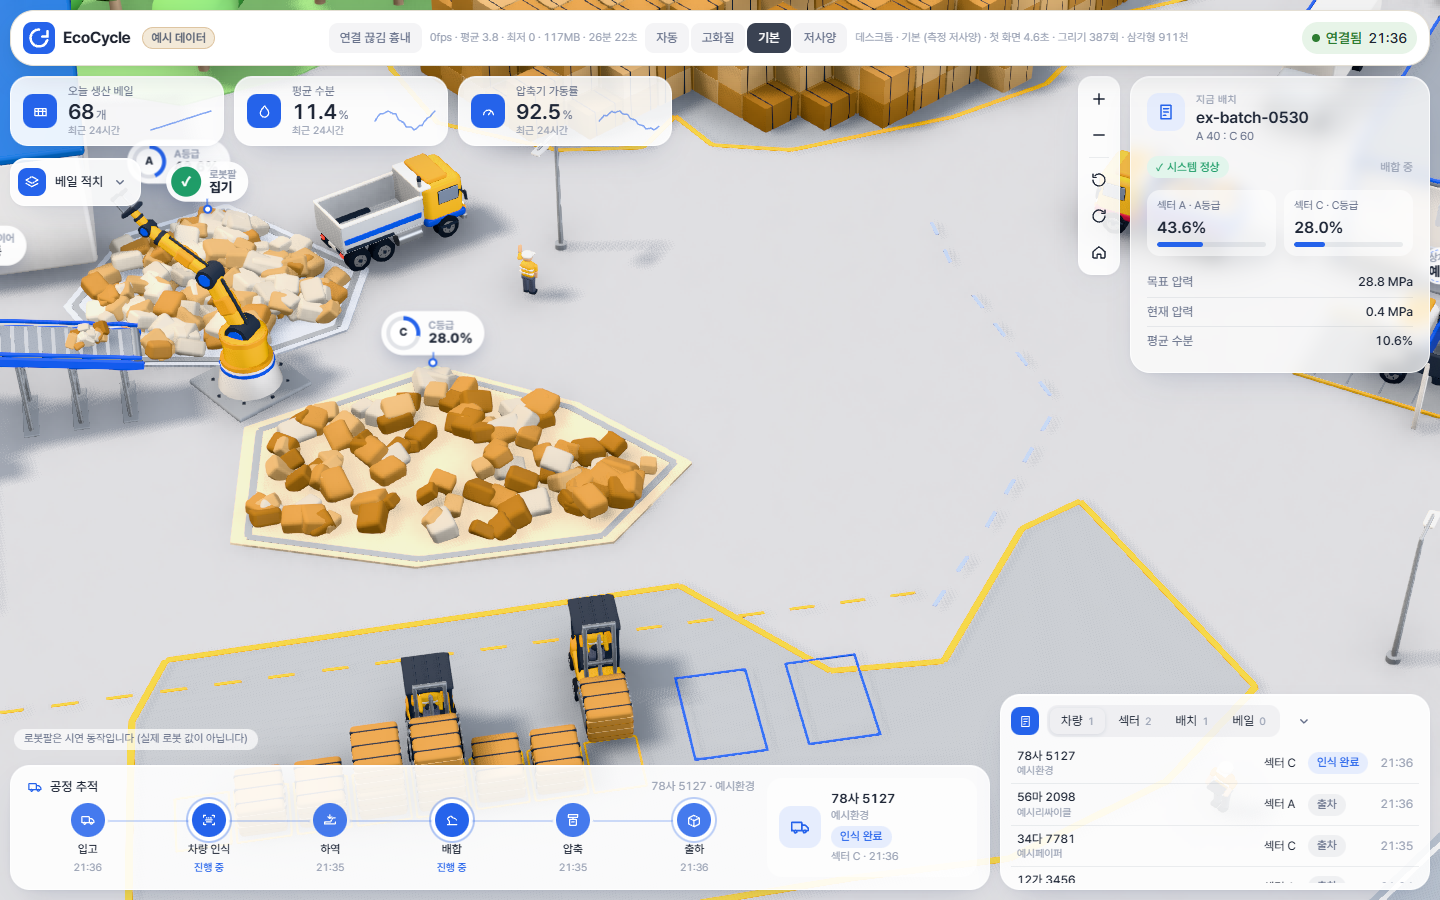 EcoCycle
예시 데이터
연결 끊김 흉내
0fps · 평균 3.8 · 최저 0 · 117MB · 26분 22초
자동
고화질
기본
저사양
데스크톱 · 기본 (측정 저사양) · 첫 화면 4.6초 · 그리기 387회 · 삼각형 911천
연결됨 21:36
오늘 생산 베일
68개
최근 24시간
평균 수분
11.4%
최근 24시간
압축기 가동률
92.5%
최근 24시간
베일 적치
A
A등급
로봇팔
집기
C
C등급
28.0%
지금 배치
ex-batch-0530
A 40 : C 60
✓ 시스템 정상
배합 중
섹터 A · A등급
43.6%
섹터 C · C등급
28.0%
목표 압력
28.8 MPa
현재 압력
0.4 MPa
평균 수분
10.6%
로봇팔은 시연 동작입니다 (실제 로봇 값이 아닙니다)
공정 추적
78사 5127 · 예시환경
입고
21:36
차량 인식
진행 중
하역
21:35
배합
진행 중
압축
21:35
출하
21:36
78사 5127
예시환경
인식 완료
섹터 C · 21:36
차량 1
섹터 2
배치 1
베일 0
78사 5127
예시환경
섹터 C
인식 완료
21:36
56마 2098
예시리싸이클
섹터 A
출차
21:36
34다 7781
예시페이퍼
섹터 C
출차
21:35
12가 3456